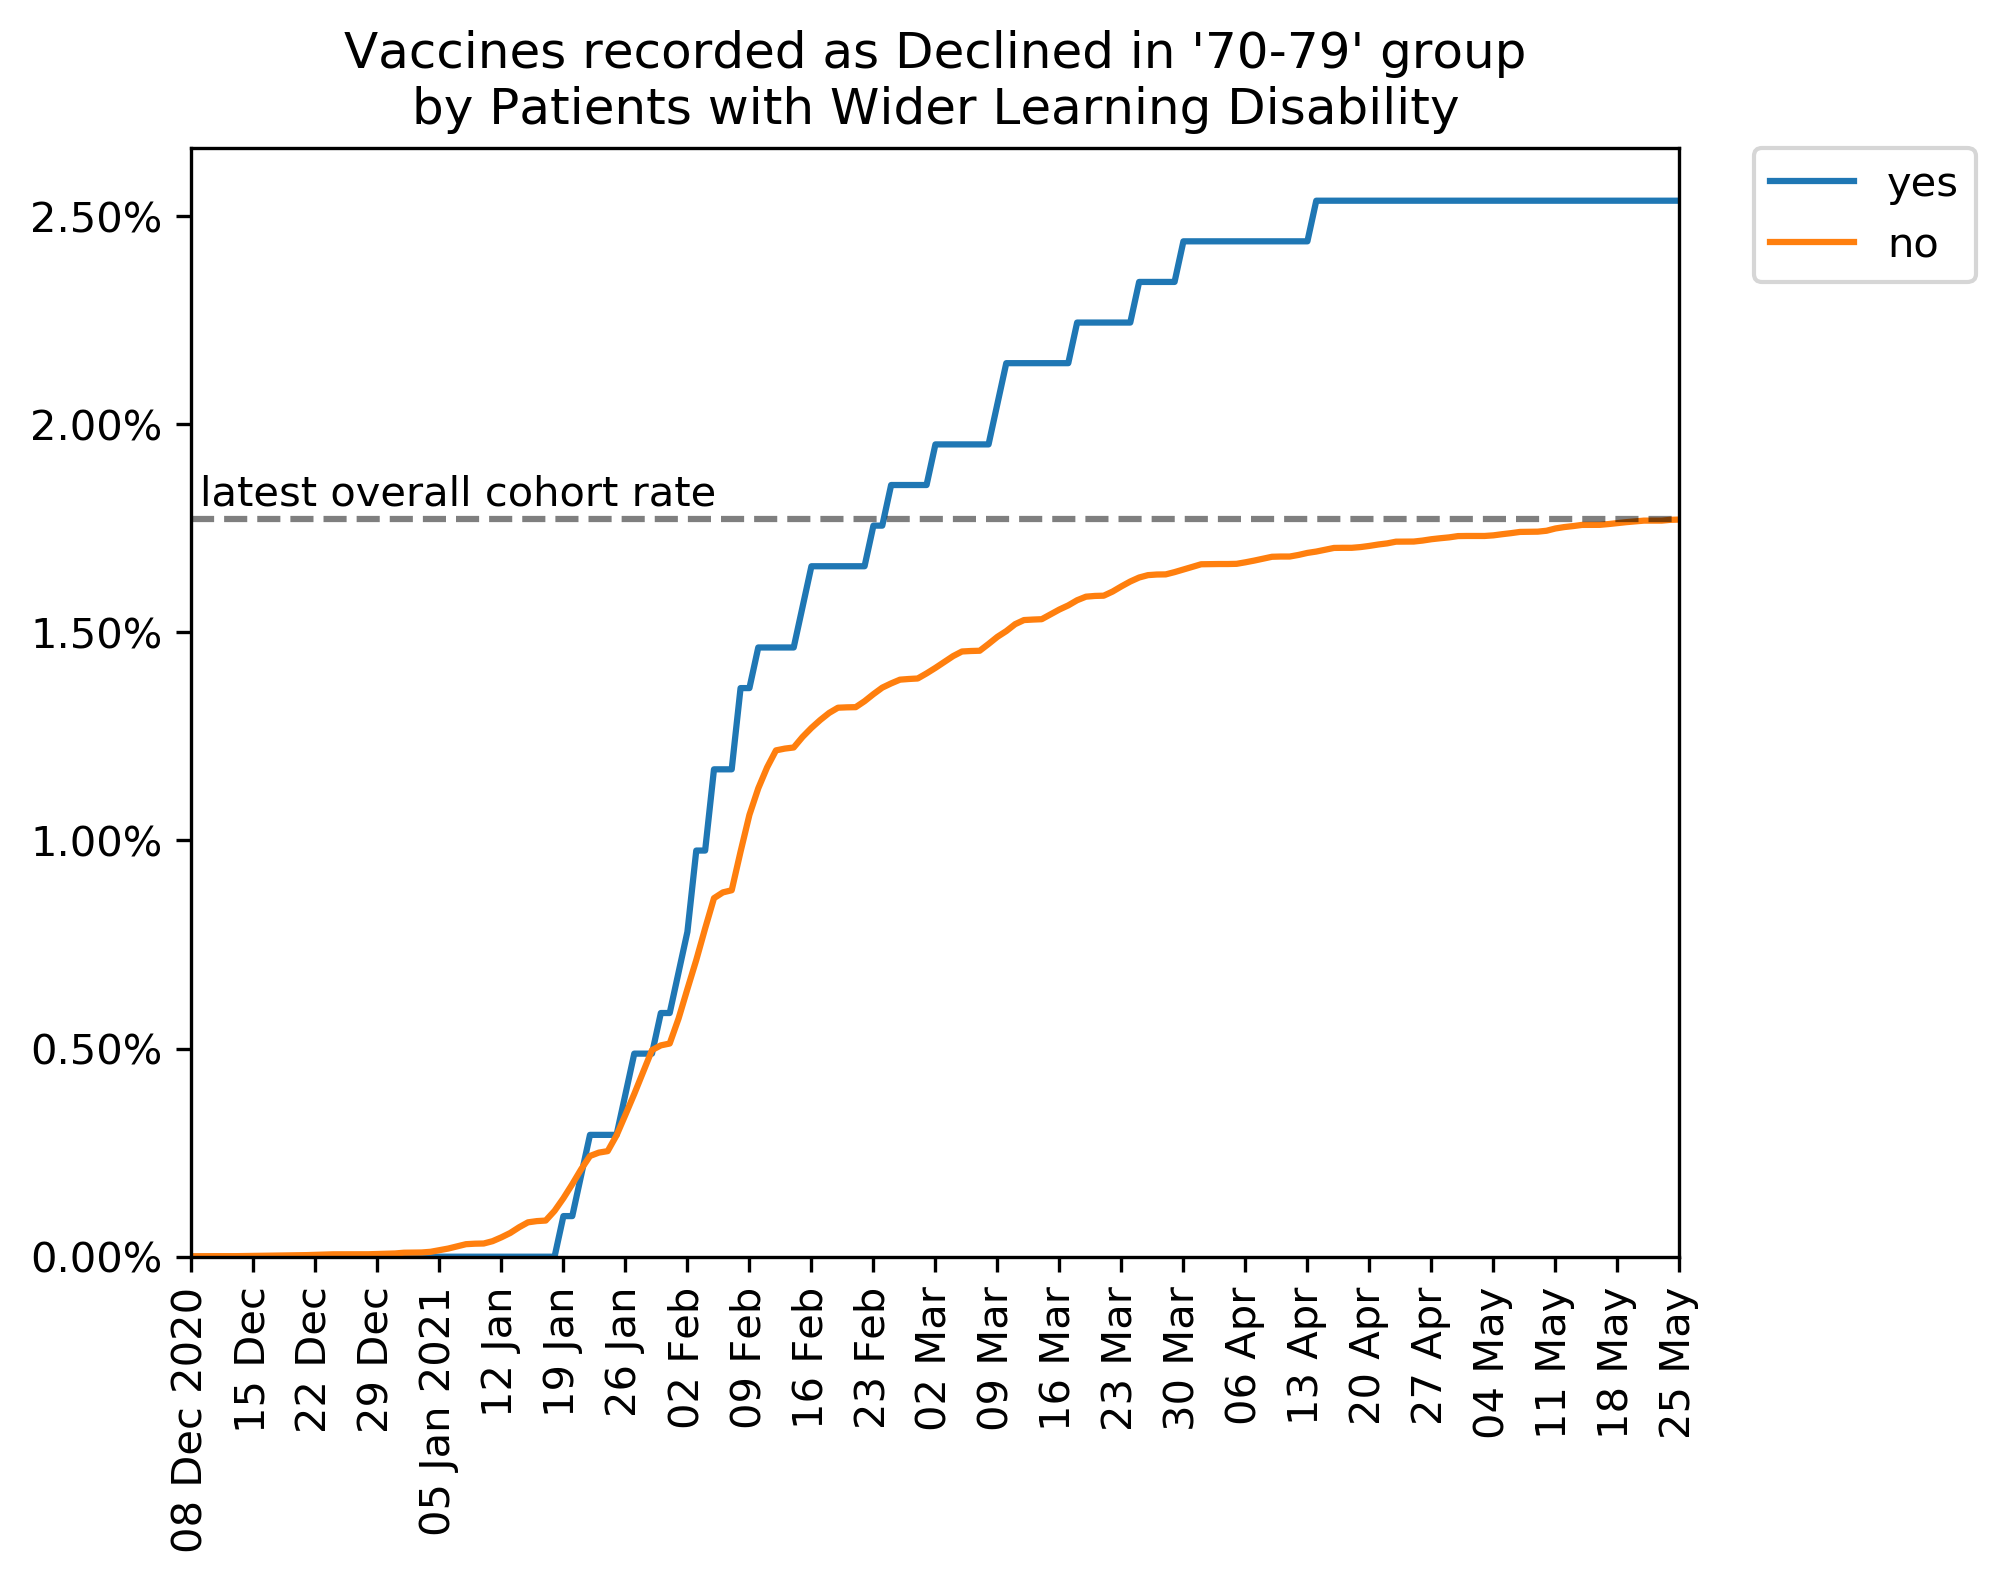 Vaccines recorded as Declined in '70-79' group
by Patients with Wider Learning Disability
yes
no
2.50%
2.00%
latest overall cohort rate
1.50%
1.00%
0.50%
0.00%
08 Dec 2020
15 Dec
22 Dec
29 Dec
05 Jan 2021
12 Jan
19 Jan
26 Jan
02 Feb
09 Feb
16 Feb
23 Feb
02 Mar
09 Mar
16 Mar
23 Mar
30 Mar
06 Apr
13 Apr
20 Apr
27 Apr
04 May
11 May
18 May
25 May